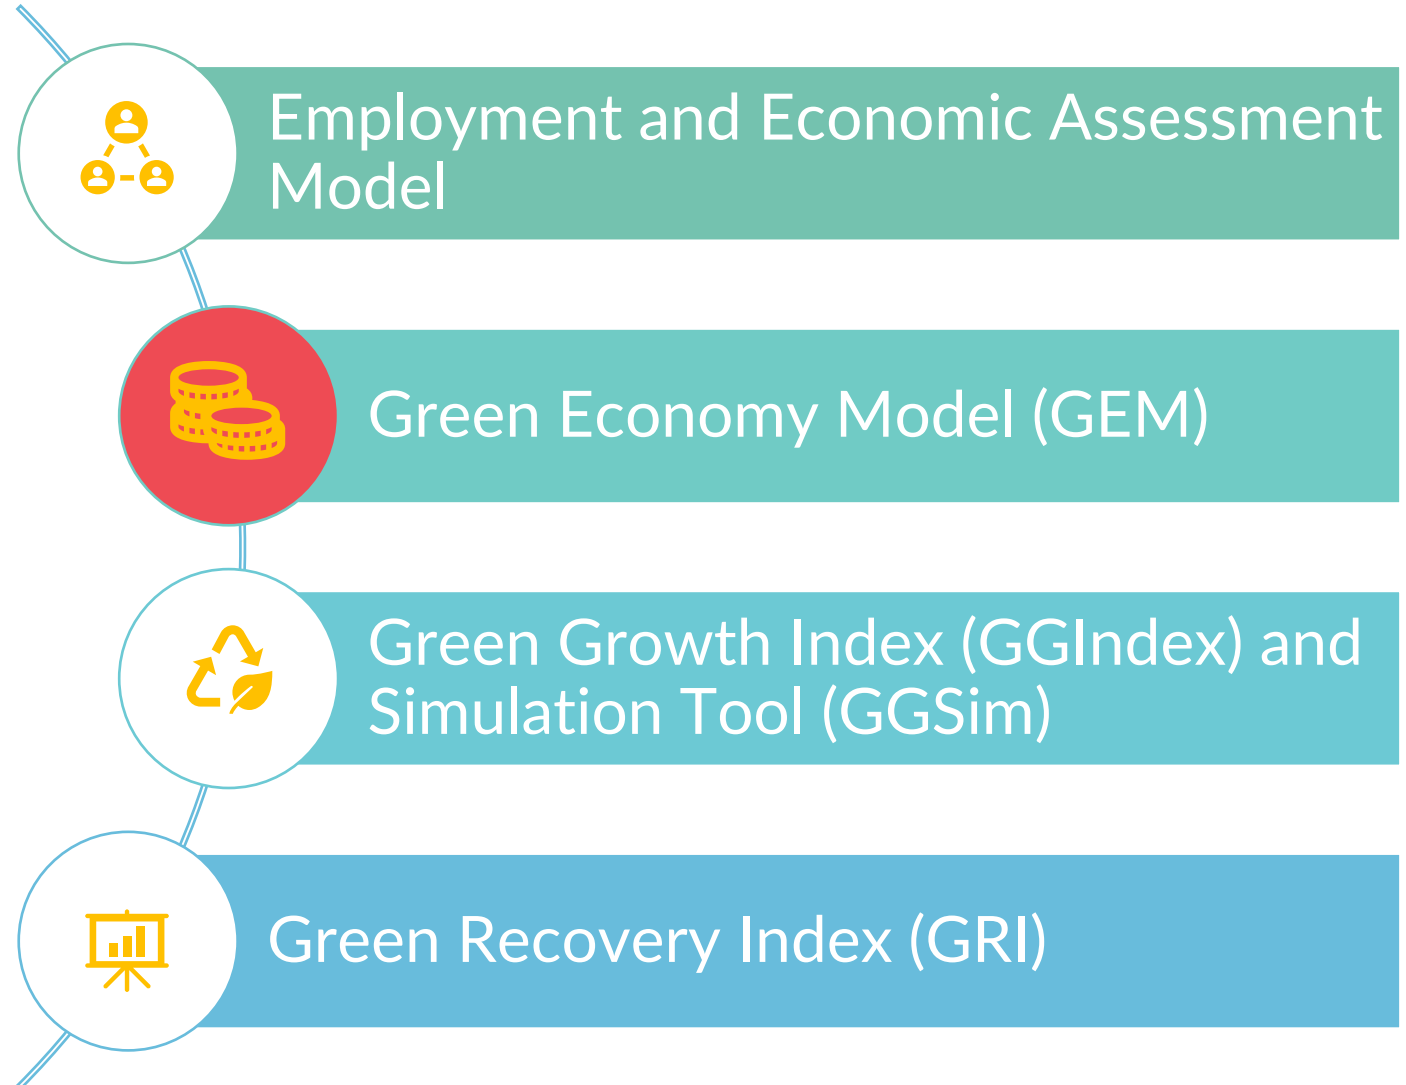 Employment and Economic Assessment
Model
Green Economy Model (GEM)
Green Growth Index (GGIndex) and
Simulation Tool (GGSim)
Green Recovery Index (GRI)